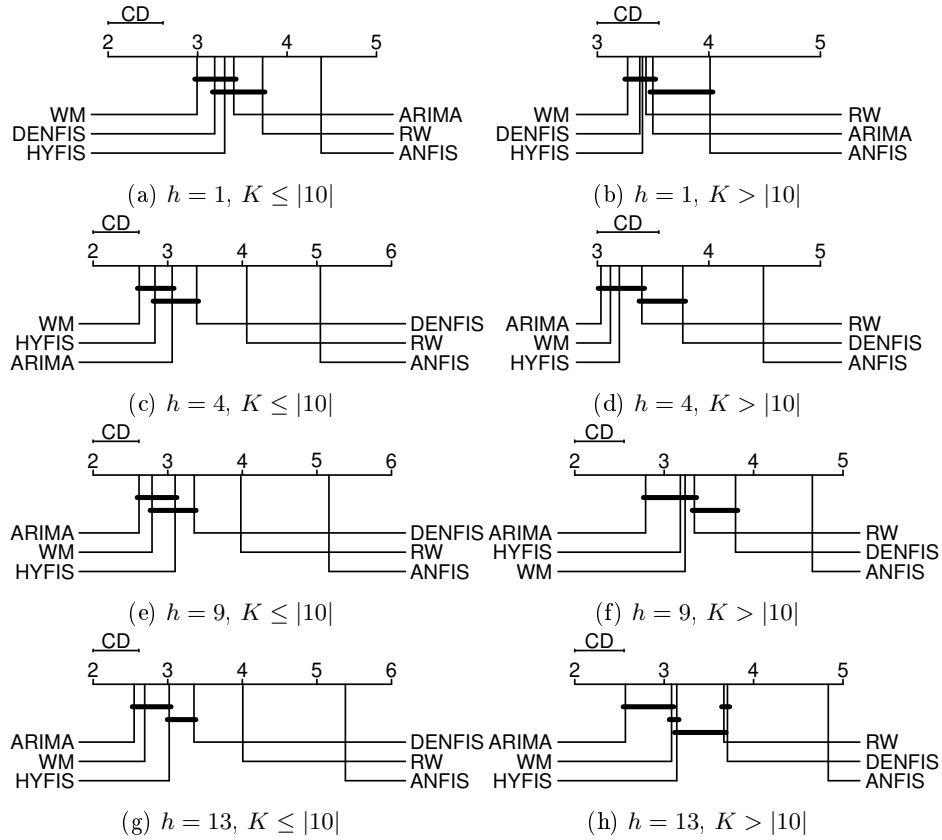 CD
2 3 4 5
WM
DENFIS
HYFIS
ARIMA
RW
ANFIS
(a) h = 1, K ≤ |10|
CD
3 4 5
WM
DENFIS
HYFIS
RW
ARIMA
ANFIS
(b) h = 1, K > |10|
CD
2 3 4 5 6
WM
HYFIS
ARIMA
DENFIS
RW
ANFIS
(c) h = 4, K ≤ |10|
CD
3 4 5
ARIMA
WM
HYFIS
RW
DENFIS
ANFIS
(d) h = 4, K > |10|
CD
2 3 4 5 6
ARIMA
WM
HYFIS
DENFIS
RW
ANFIS
(e) h = 9, K ≤ |10|
CD
2 3 4 5
ARIMA
HYFIS
WM
RW
DENFIS
ANFIS
(f) h = 9, K > |10|
CD
2 3 4 5 6
ARIMA
WM
HYFIS
DENFIS
RW
ANFIS
(g) h = 13, K ≤ |10|
CD
2 3 4 5
ARIMA
WM
HYFIS
RW
DENFIS
ANFIS
(h) h = 13, K > |10|